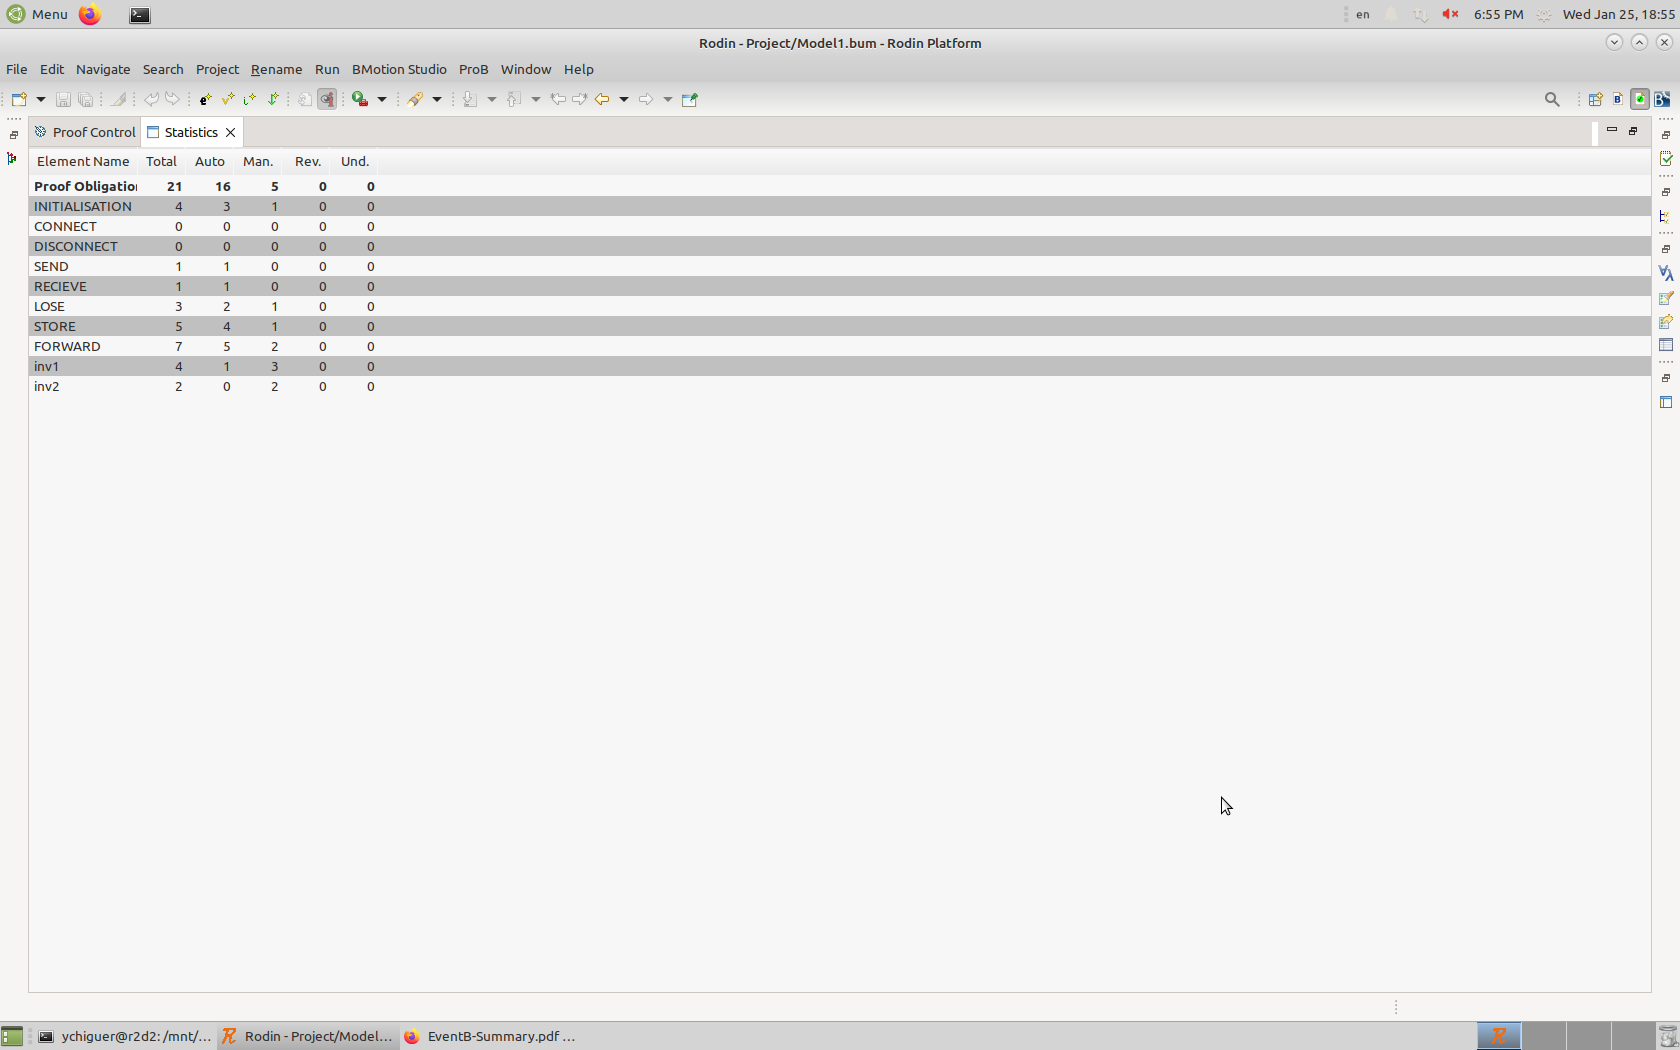 Menu en 6:55 PM Wed Jan 25, 18:55
Rodin - Project/Model1.bum - Rodin Platform
File Edit Navigate Search Project Rename Run BMotion Studio ProB Window Help
Proof Control Statistics
Element Name Total Auto Man. Rev. Und.
Proof Obligation 21 16 5 0 0
INITIALISATION 4 3 1 0 0
CONNECT 0 0 0 0 0
DISCONNECT 0 0 0 0 0
SEND 1 1 0 0 0
RECIEVE 1 1 0 0 0
LOSE 3 2 1 0 0
STORE 5 4 1 0 0
FORWARD 7 5 2 0 0
inv1 4 1 3 0 0
inv2 2 0 2 0 0
ychiguer@r2d2: /mnt/... Rodin - Project/Model... EventB-Summary.pdf ...